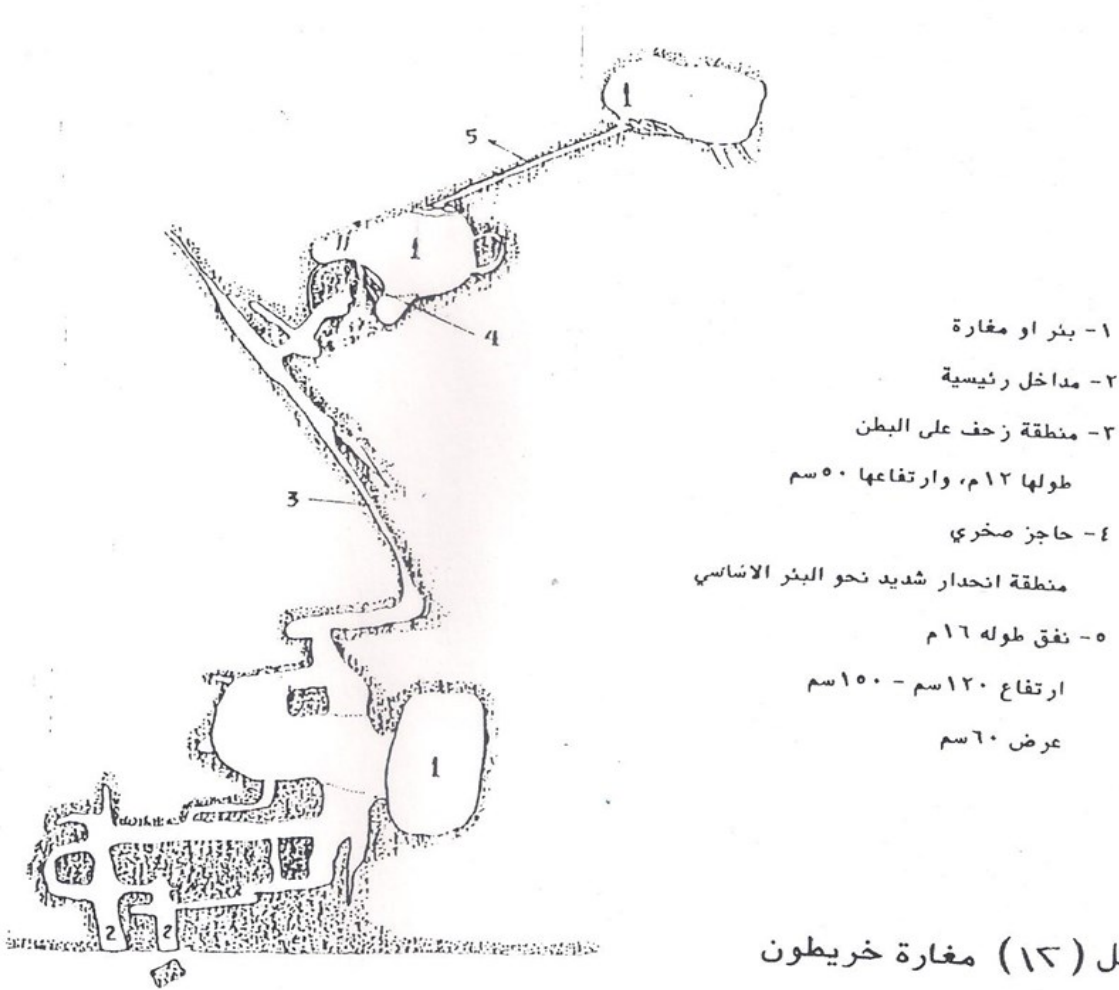 1
5
1
4
3
1
2 2
١- بئر او مغارة
٢- مداخل رئيسية
٣- منطقة زحف على البطن
طولها ١٢م، وارتفاعها ٥٠سم
٤- حاجز صخري
منطقة انحدار شديد نحو البئر الاساسي
٥- نفق طوله ١٦م
ارتفاع ١٢٠سم - ١٥٠سم
عرض ٦٠سم
ل (١٢) مغارة خريطون